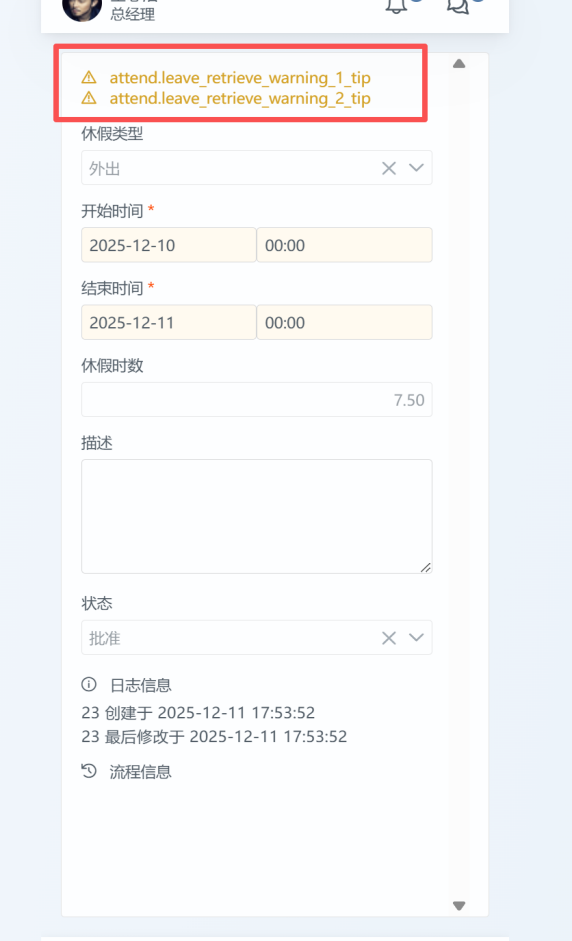 总经理
attend.leave_retrieve_warning_1_tip
attend.leave_retrieve_warning_2_tip
休假类型
外出
开始时间 *
2025-12-10 00:00
结束时间 *
2025-12-11 00:00
休假时数
7.50
描述
状态
批准
日志信息
23 创建于 2025-12-11 17:53:52
23 最后修改于 2025-12-11 17:53:52
流程信息